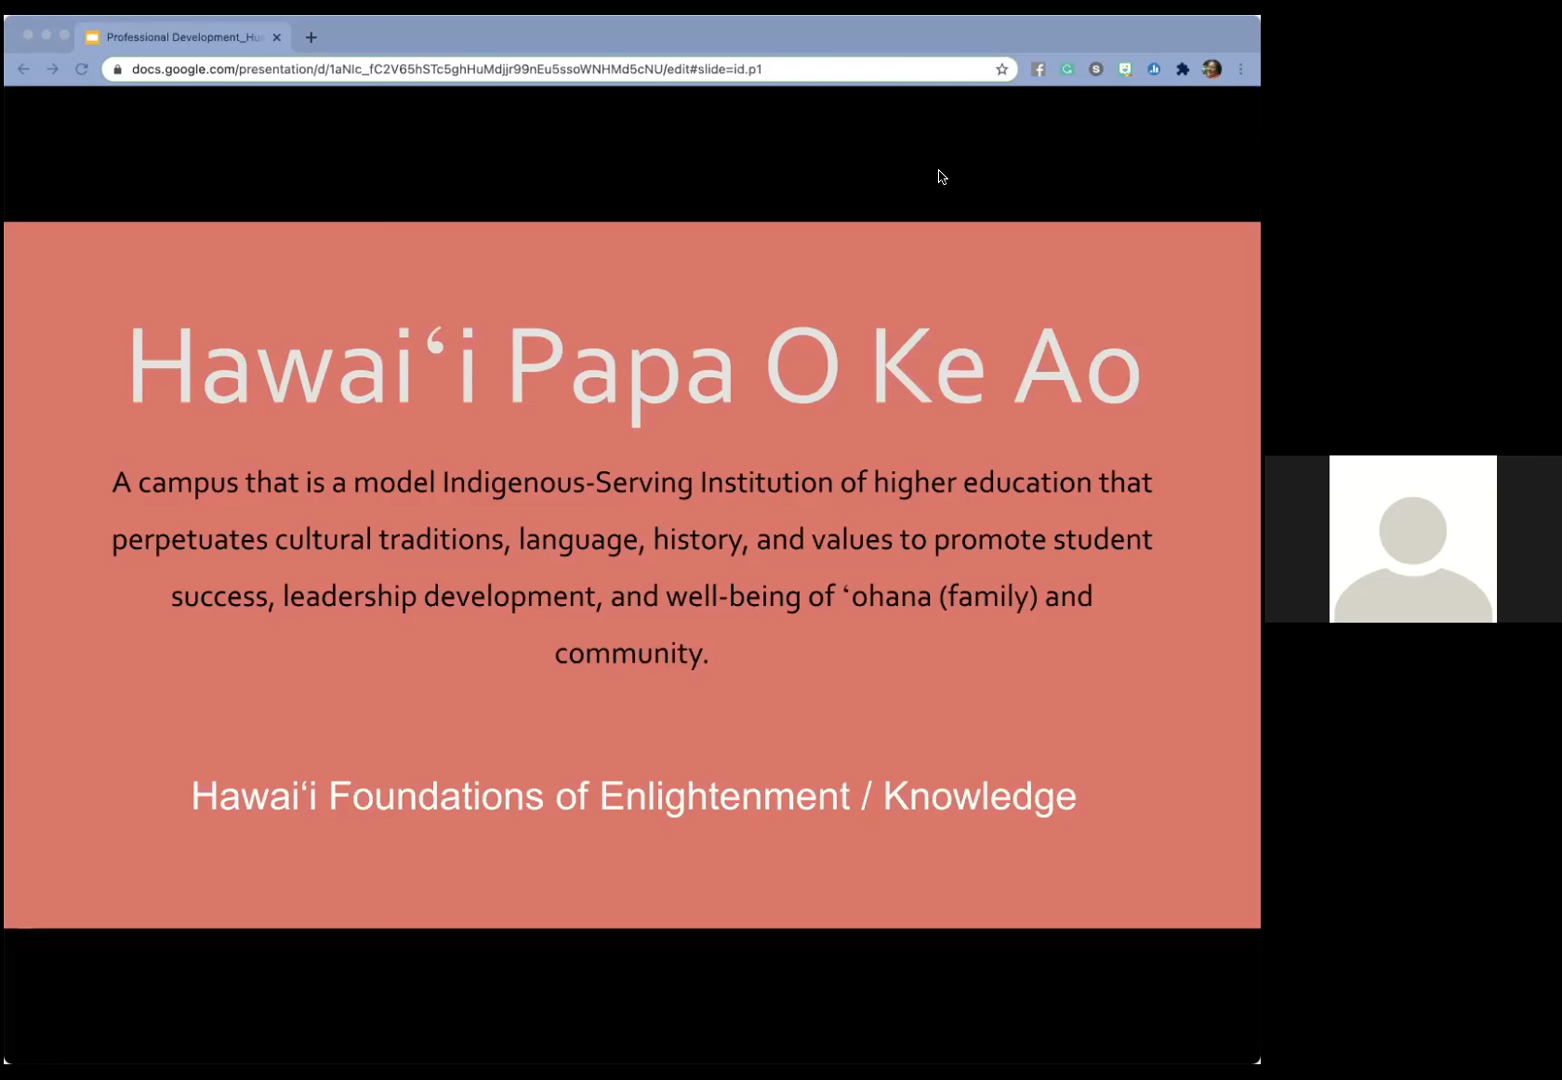 Professional Development_Hu
docs.google.com/presentation/d/1aNlc_fC2V65hSTc5ghHuMdjjr99nEu5ssoWNHMd5cNU/edit#slide=id.p1
Hawaiʻi Papa O Ke Ao
A campus that is a model Indigenous-Serving Institution of higher education that
perpetuates cultural traditions, language, history, and values to promote student
success, leadership development, and well-being of ʻohana (family) and
community.
Hawaiʻi Foundations of Enlightenment / Knowledge